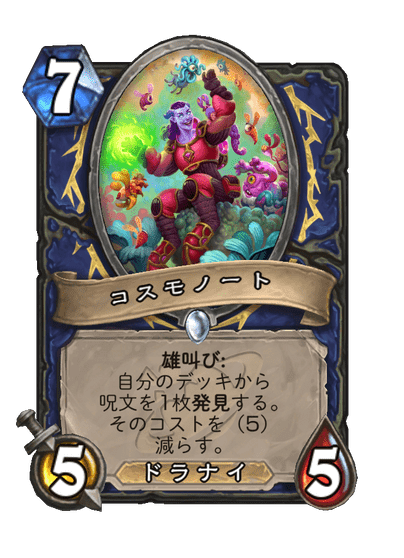 7
コスモノート
雄叫び:
自分のデッキから
呪文を1枚発見する。
そのコストを（5）
減らす。
5
ドラナイ
5